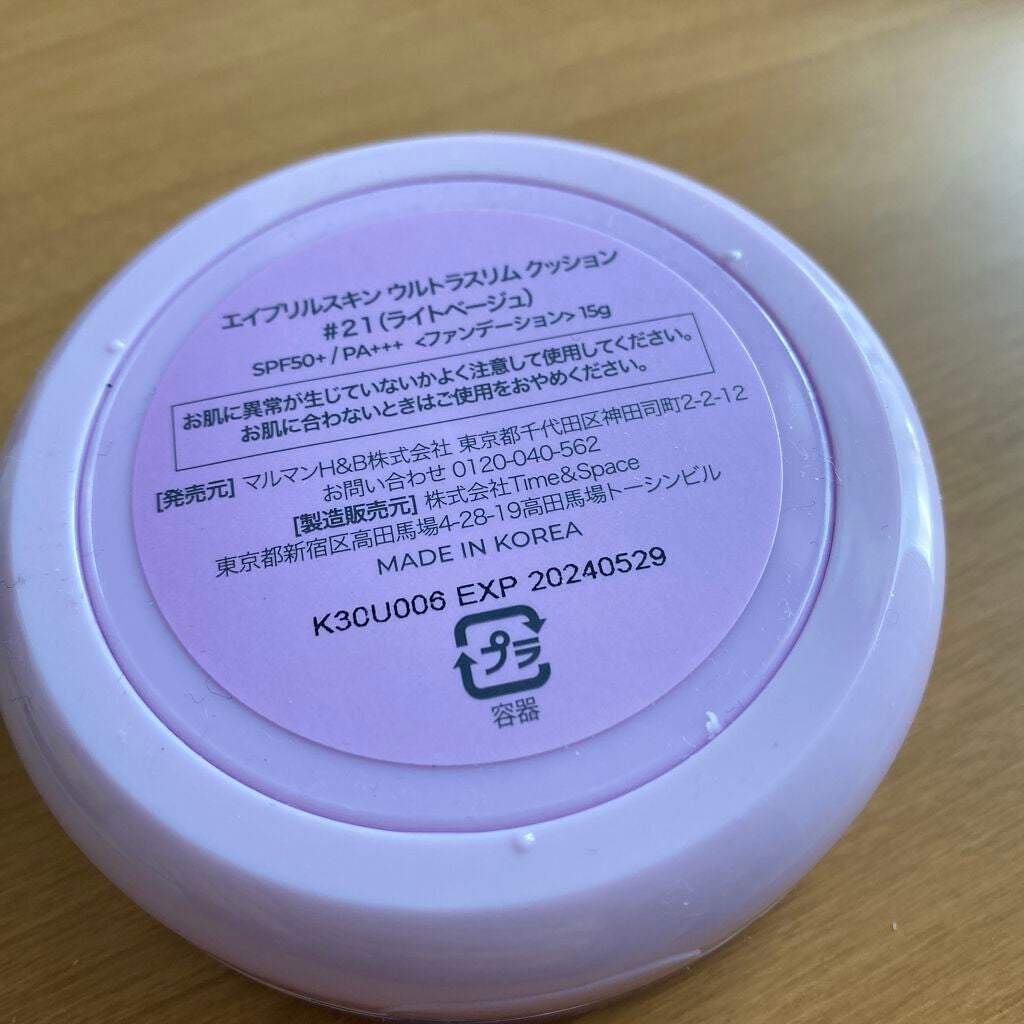 エイプリルスキン ウルトラスリム クッション
#21(ライトベージュ)
SPF50+ / PA+++ <ファンデーション> 15g
お肌に異常が生じていないかよく注意して使用してください。
お肌に合わないときはご使用をおやめください。
[発売元] マルマンH&B株式会社 東京都千代田区神田司町2-2-12
お問い合わせ 0120-040-562
[製造販売元] 株式会社Time&Space
東京都新宿区高田馬場4-28-19高田馬場トーシンビル
MADE IN KOREA
K30U006 EXP 20240529
プラ
容器